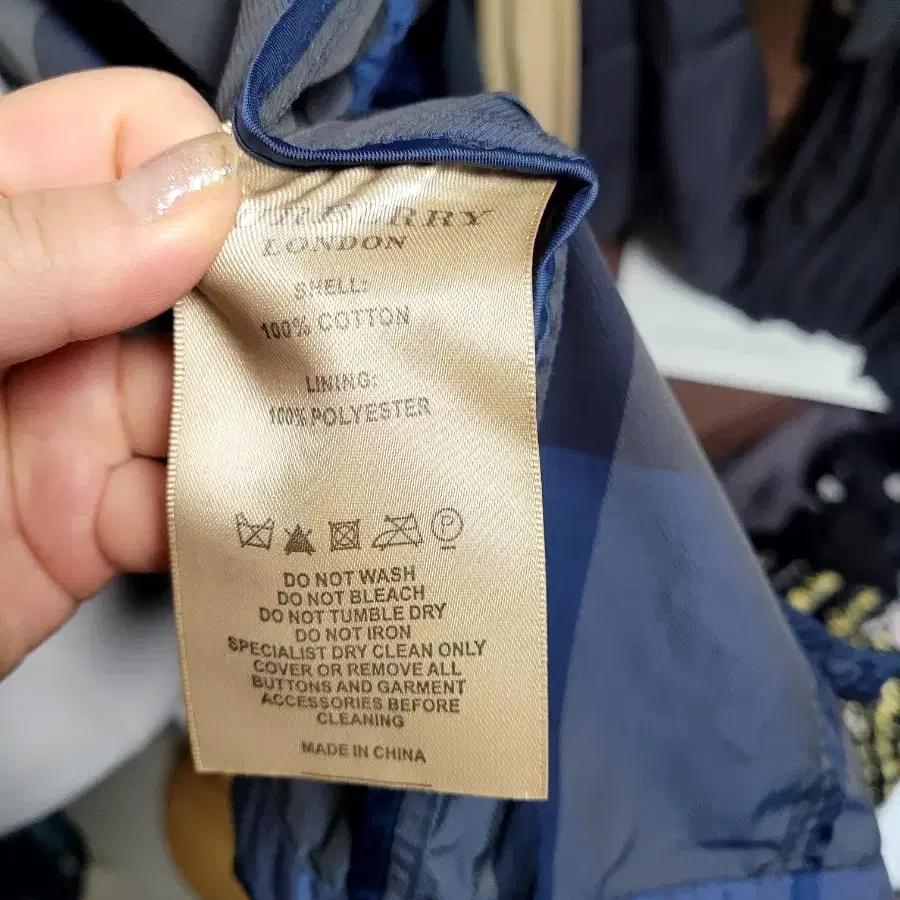 BURBERRY
LONDON
SHELL:
100% COTTON
LINING:
100% POLYESTER
P
DO NOT WASH
DO NOT BLEACH
DO NOT TUMBLE DRY
DO NOT IRON
SPECIALIST DRY CLEAN ONLY
COVER OR REMOVE ALL
BUTTONS AND GARMENT
ACCESSORIES BEFORE
CLEANING
MADE IN CHINA